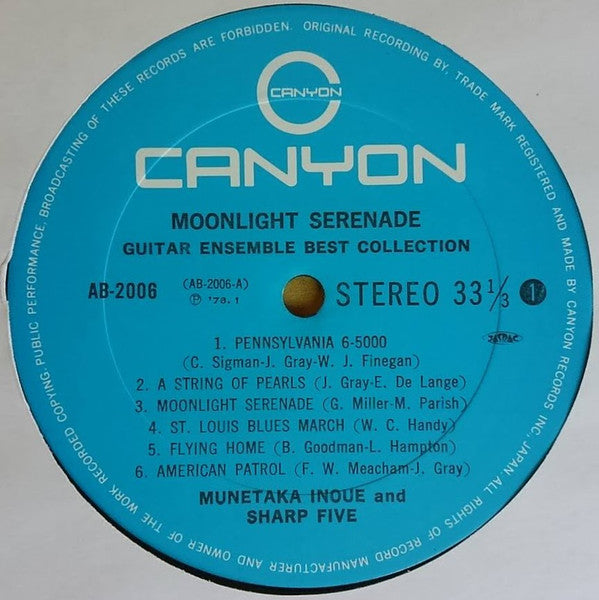 CANYON
CANYON
MOONLIGHT SERENADE
GUITAR ENSEMBLE BEST COLLECTION
AB-2006
(AB-2006-A)
Ⓟ '78.1
STEREO 33 1/3
1
JASRAC
1. PENNSYLVANIA 6-5000
(C. Sigman-J. Gray-W. J. Finegan)
2. A STRING OF PEARLS (J. Gray-E. De Lange)
3. MOONLIGHT SERENADE (G. Miller-M. Parish)
4. ST. LOUIS BLUES MARCH (W. C. Handy)
5. FLYING HOME (B. Goodman-L. Hampton)
6. AMERICAN PATROL (F. W. Meacham-J. Gray)
MUNETAKA INOUE and
SHARP FIVE
ORIGINAL RECORDING BY, TRADE MARK REGISTERED AND MADE BY CANYON RECORDS INC. JAPAN. ALL RIGHTS OF RECORD MANUFACTURER AND OWNER OF THE WORK RECORDED COPYING PUBLIC PERFORMANCE, BROADCASTING OF THESE RECORDS ARE FORBIDDEN.